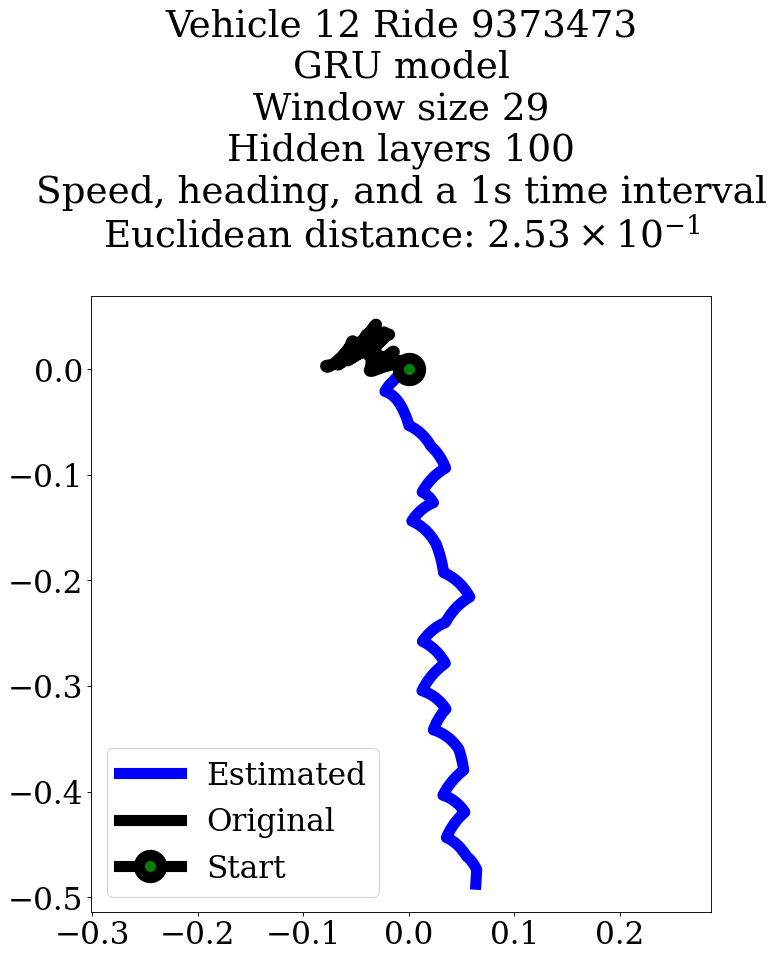 Vehicle 12 Ride 9373473
GRU model
Window size 29
Hidden layers 100
Speed, heading, and a 1s time interval
Euclidean distance: 2.53 × 10⁻¹
0.0
−0.1
−0.2
−0.3
−0.4
−0.5
Estimated
Original
Start
−0.3 −0.2 −0.1 0.0 0.1 0.2